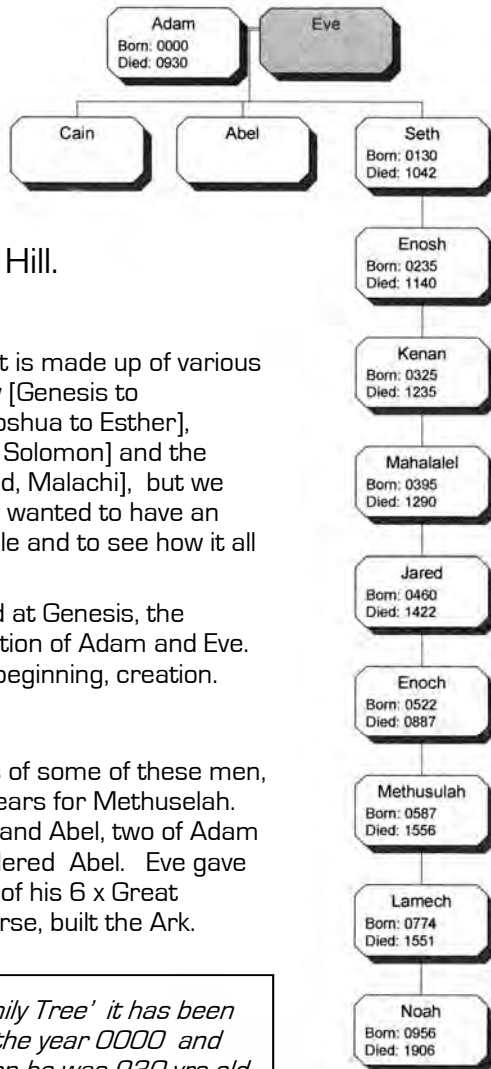 Adam
Born: 0000
Died: 0930
Eve
Cain
Abel
Seth
Born: 0130
Died: 1042
Enosh
Born: 0235
Died: 1140
Kenan
Born: 0325
Died: 1235
Mahalalel
Born: 0395
Died: 1290
Jared
Born: 0460
Died: 1422
Enoch
Born: 0522
Died: 0887
Methusulah
Born: 0587
Died: 1556
Lamech
Born: 0774
Died: 1551
Noah
Born: 0956
Died: 1906
Hill.
t is made up of various
[Genesis to
oshua to Esther],
Solomon] and the
d, Malachi], but we
wanted to have an
le and to see how it all
d at Genesis, the
tion of Adam and Eve.
beginning, creation.
s of some of these men,
ears for Methuselah.
and Abel, two of Adam
dered Abel. Eve gave
of his 6 x Great
rse, built the Ark.
ily Tree' it has been
the year 0000 and
he was 930 yrs old